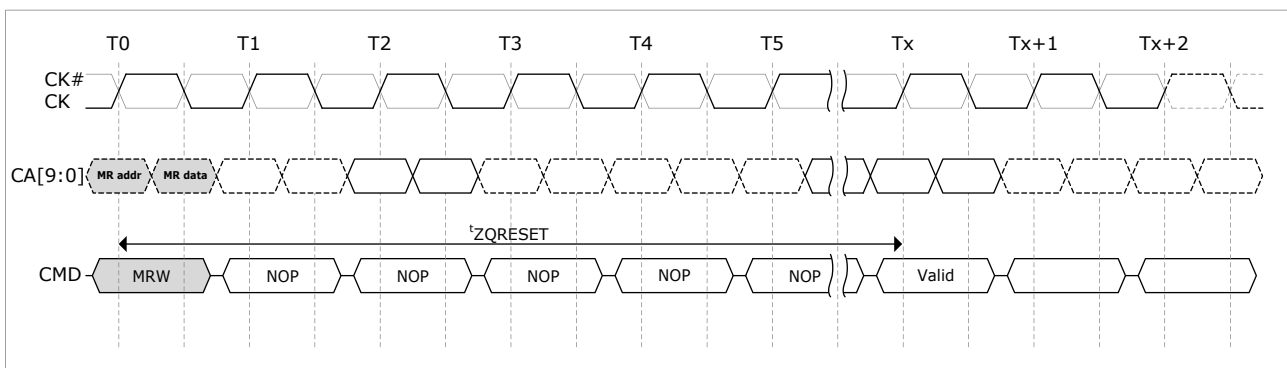 T0 T1 T2 T3 T4 T5 Tx Tx+1 Tx+2
CK#
CK
CA[9:0] MR addr MR data
tZQRESET
CMD MRW NOP NOP NOP NOP NOP Valid